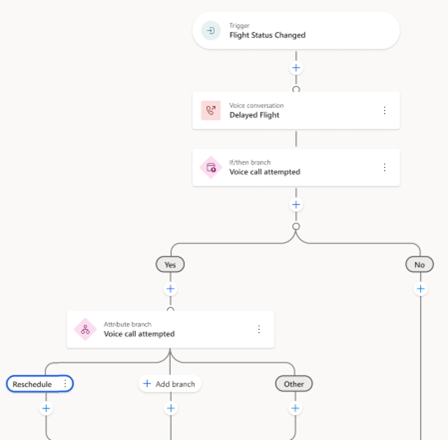 Trigger
Flight Status Changed
Voice conversation
Delayed Flight
If/then branch
Voice call attempted
Yes
No
Attribute branch
Voice call attempted
Reschedule
Add branch
Other